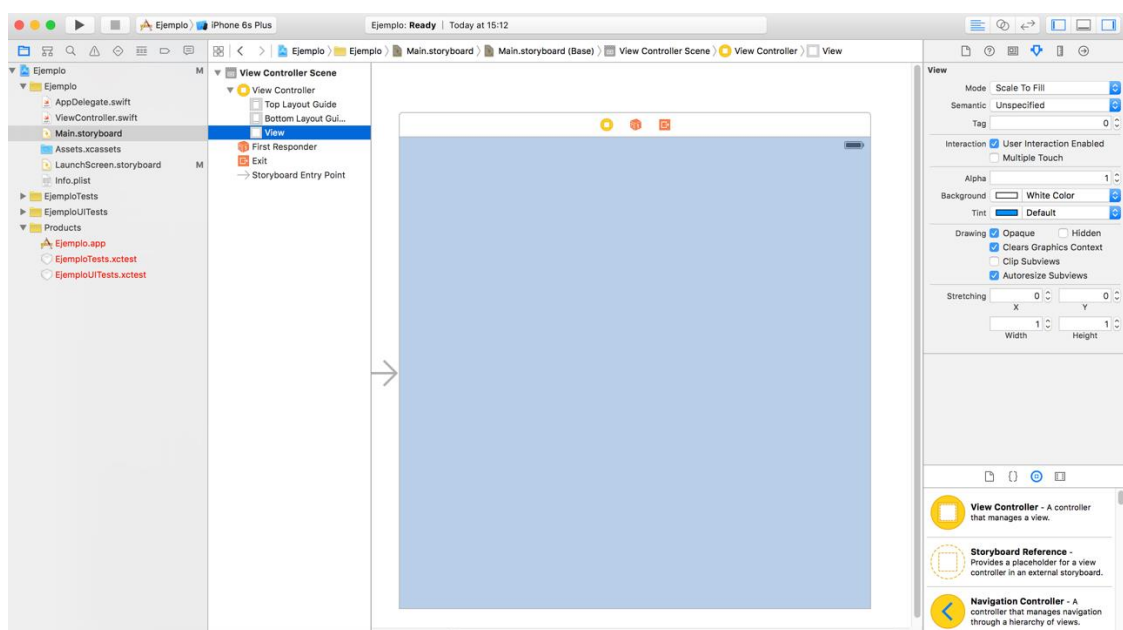 Ejemplo iPhone 6s Plus Ejemplo: Ready | Today at 15:12
Ejemplo Ejemplo Main.storyboard Main.storyboard (Base) View Controller Scene View Controller View
Ejemplo M
Ejemplo
AppDelegate.swift
ViewController.swift
Main.storyboard
Assets.xcassets
LaunchScreen.storyboard M
Info.plist
EjemploTests
EjemploUITests
Products
Ejemplo.app
EjemploTests.xctest
EjemploUITests.xctest
View Controller Scene
View Controller
Top Layout Guide
Bottom Layout Gui...
View
First Responder
Exit
Storyboard Entry Point
View
Mode Scale To Fill
Semantic Unspecified
Tag 0
Interaction User Interaction Enabled
Multiple Touch
Alpha 1
Background White Color
Tint Default
Drawing Opaque Hidden
Clears Graphics Context
Clip Subviews
Autoresize Subviews
Stretching 0 0
X Y
1 1
Width Height
View Controller - A controller
that manages a view.
Storyboard Reference -
Provides a placeholder for a view
controller in an external storyboard.
Navigation Controller - A
controller that manages navigation
through a hierarchy of views.